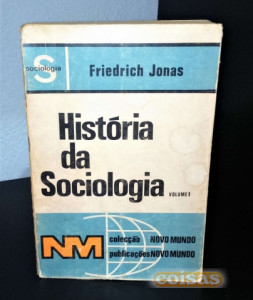 S
sociologia
Friedrich Jonas
História
da
Sociologia
VOLUME I
NM
colecção NOVO MUNDO
publicações NOVO MUNDO
coisas